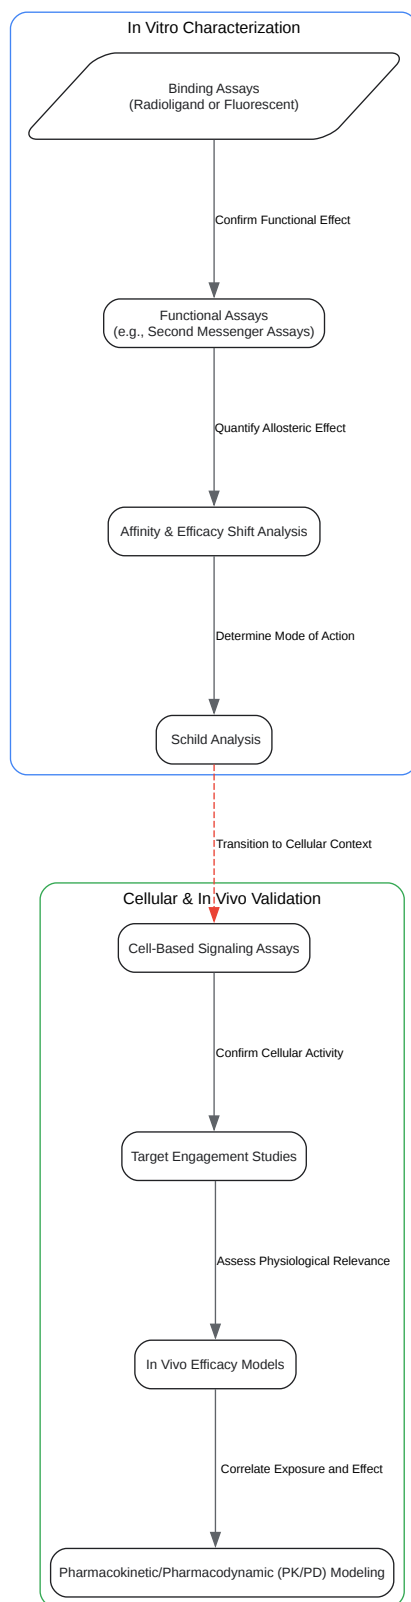 In Vitro Characterization
Binding Assays
(Radioligand or Fluorescent)
Confirm Functional Effect
Functional Assays
(e.g., Second Messenger Assays)
Quantify Allosteric Effect
Affinity & Efficacy Shift Analysis
Determine Mode of Action
Schild Analysis
Transition to Cellular Context
Cellular & In Vivo Validation
Cell-Based Signaling Assays
Confirm Cellular Activity
Target Engagement Studies
Assess Physiological Relevance
In Vivo Efficacy Models
Correlate Exposure and Effect
Pharmacokinetic/Pharmacodynamic (PK/PD) Modeling